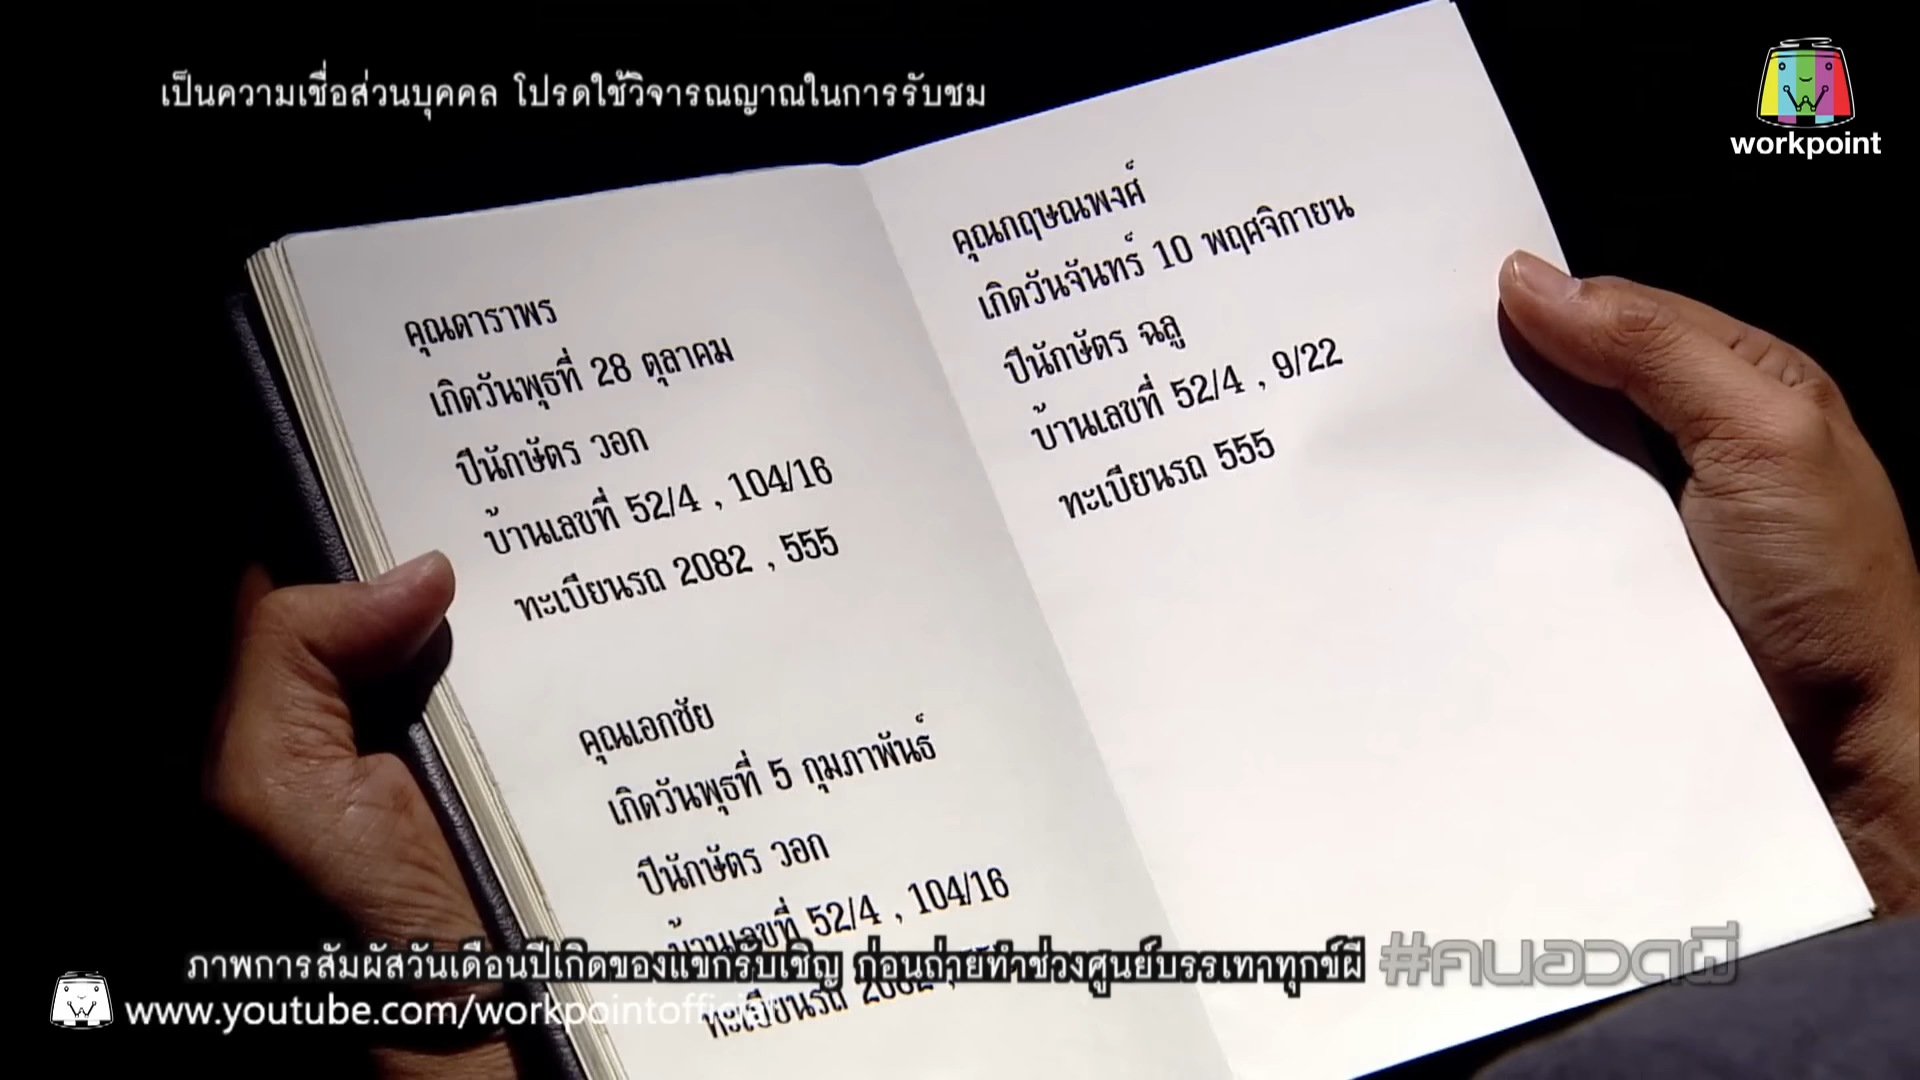 เป็นความเชื่อส่วนบุคคล โปรดใช้วิจารณญาณในการรับชม
workpoint
คุณดาราพร
เกิดวันพุธที่ 28 ตุลาคม
ปีนักษัตร วอก
บ้านเลขที่ 52/4 , 104/16
ทะเบียนรถ 2082 , 555
คุณเอกชัย
เกิดวันพุธที่ 5 กุมภาพันธ์
ปีนักษัตร วอก
บ้านเลขที่ 52/4 , 104/16
ทะเบียนรถ 2082 ,
คุณกฤษณพงศ์
เกิดวันจันทร์ 10 พฤศจิกายน
ปีนักษัตร ฉลู
บ้านเลขที่ 52/4 , 9/22
ทะเบียนรถ 555
ภาพการสัมผัสวันเดือนปีเกิดของแขกรับเชิญ ก่อนถ่ายทำช่วงศูนย์บรรเทาทุกข์ผี
#คนอวดผี
www.youtube.com/workpointofficial